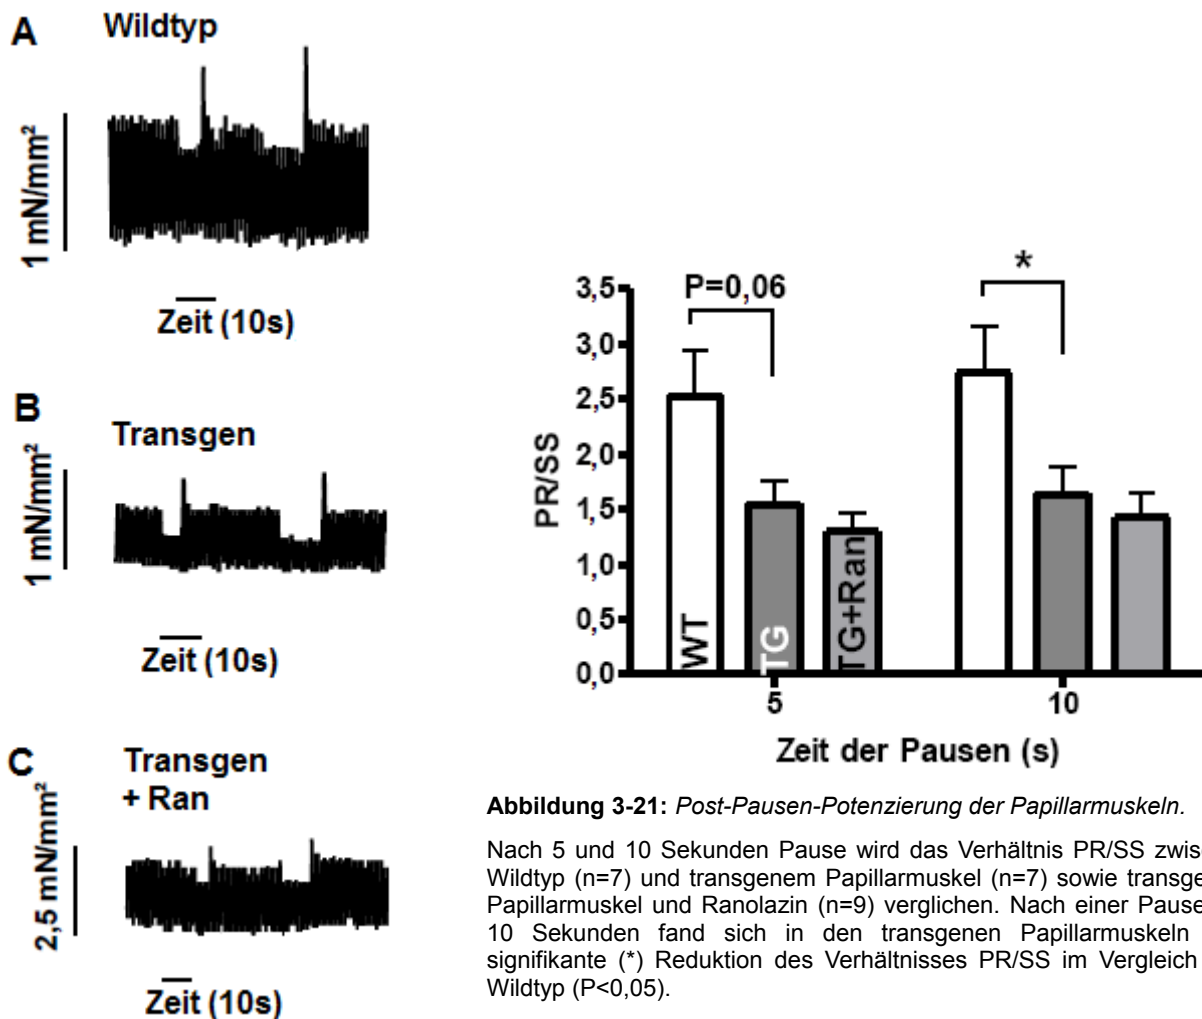 A
Wildtyp
1 mN/mm²
Zeit (10s)
B
Transgen
1 mN/mm²
Zeit (10s)
C
Transgen
+ Ran
2,5 mN/mm²
Zeit (10s)
P=0,06
*
3,5
3,0
2,5
2,0
1,5
1,0
0,5
0,0
PR/SS
WT
TG
TG+Ran
5
10
Zeit der Pausen (s)
Abbildung 3-21: Post-Pausen-Potenzierung der Papillarmuskeln.
Nach 5 und 10 Sekunden Pause wird das Verhältnis PR/SS zwis
Wildtyp (n=7) und transgenem Papillarmuskel (n=7) sowie transge
Papillarmuskel und Ranolazin (n=9) verglichen. Nach einer Pause
10 Sekunden fand sich in den transgenen Papillarmuskeln
signifikante (*) Reduktion des Verhältnisses PR/SS im Vergleich
Wildtyp (P<0,05).